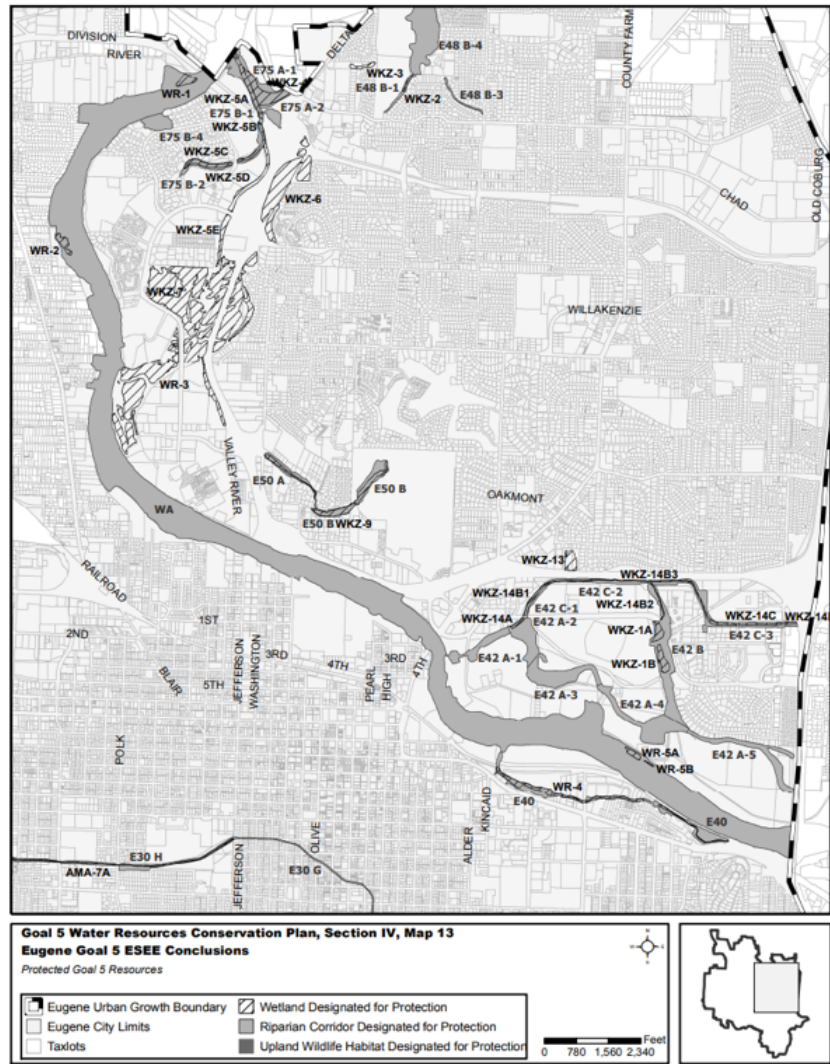 DIVISION
RIVER
DELTA
COUNTY FARM
E48 B-4
E75 A-1
WKZ-3
WR-1
WKZ-5A
E48 B-1
WKZ-2
E48 B-3
E75 B-1
E75 A-2
WKZ-5B
E75 B-4
WKZ-5C
E75 B-2
WKZ-5D
WKZ-6
CHAD
OLD COBURG
WKZ-5E
WR-2
WKZ-7
WILLAKENZIE
WR-3
VALLEY RIVER
E50 A
E50 B
OAKMONT
WA
E50 B
WKZ-9
RAILROAD
WKZ-13
WKZ-14B3
WKZ-14B1
E42 C-2
WKZ-14B2
E42 C-1
WKZ-14A
E42 A-2
WKZ-14C
1ST
2ND
WKZ-1A
E42 B
E42 C-3
JEFFERSON
WASHINGTON
3RD
4TH
PEARL
HIGH
3RD
4TH
E42 A-1
WKZ-1B
BLAIR
5TH
E42 A-3
E42 A-4
POLK
WR-5A
WR-5B
E42 A-5
WR-4
E40
E40
ALDER
KINCAID
OLIVE
E30 H
AMA-7A
JEFFERSON
E30 G
Goal 5 Water Resources Conservation Plan, Section IV, Map 13
Eugene Goal 5 ESEE Conclusions
Protected Goal 5 Resources
Eugene Urban Growth Boundary
Wetland Designated for Protection
Eugene City Limits
Riparian Corridor Designated for Protection
Taxlots
Upland Wildlife Habitat Designated for Protection
Feet
0 780 1,560 2,340